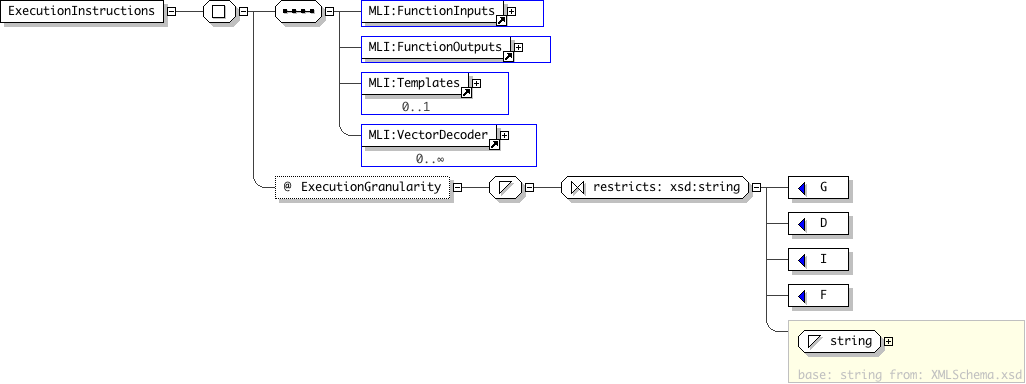 ExecutionInstructions
MLI:FunctionInputs
MLI:FunctionOutputs
MLI:Templates
0..1
MLI:VectorDecoder
0..∞
@ ExecutionGranularity
restricts: xsd:string
G
D
I
F
string
base: string from: XMLSchema.xsd